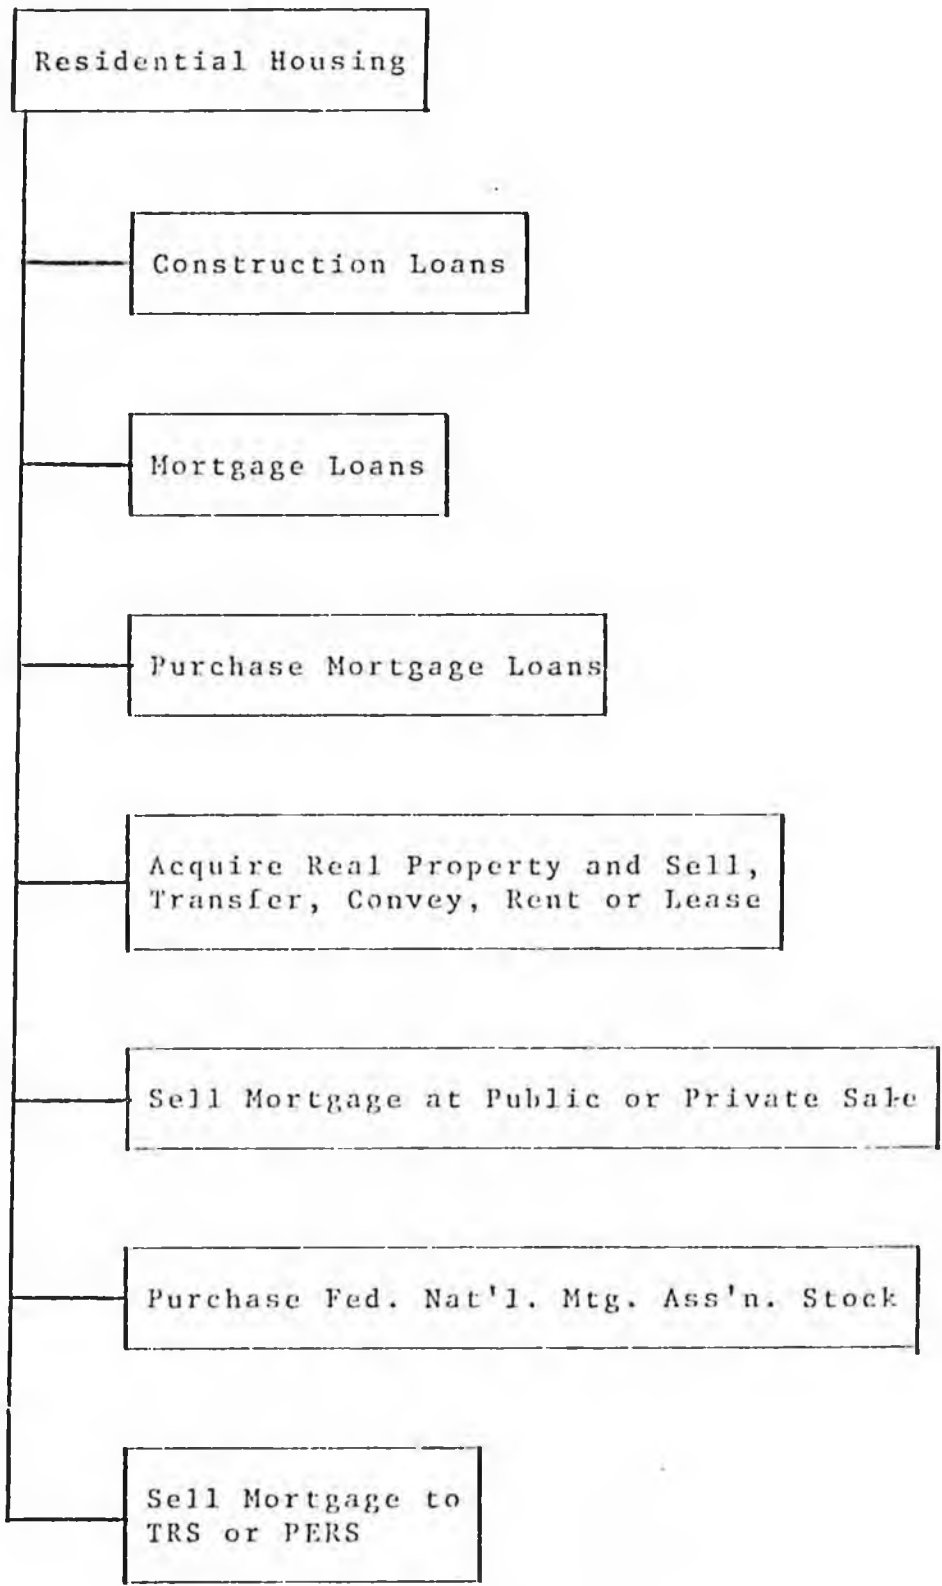 Residential Housing
Construction Loans
Mortgage Loans
Purchase Mortgage Loans
Acquire Real Property and Sell,
Transfer, Convey, Rent or Lease
Sell Mortgage at Public or Private Sale
Purchase Fed. Nat'l. Mtg. Ass'n. Stock
Sell Mortgage to
TRS or PERS